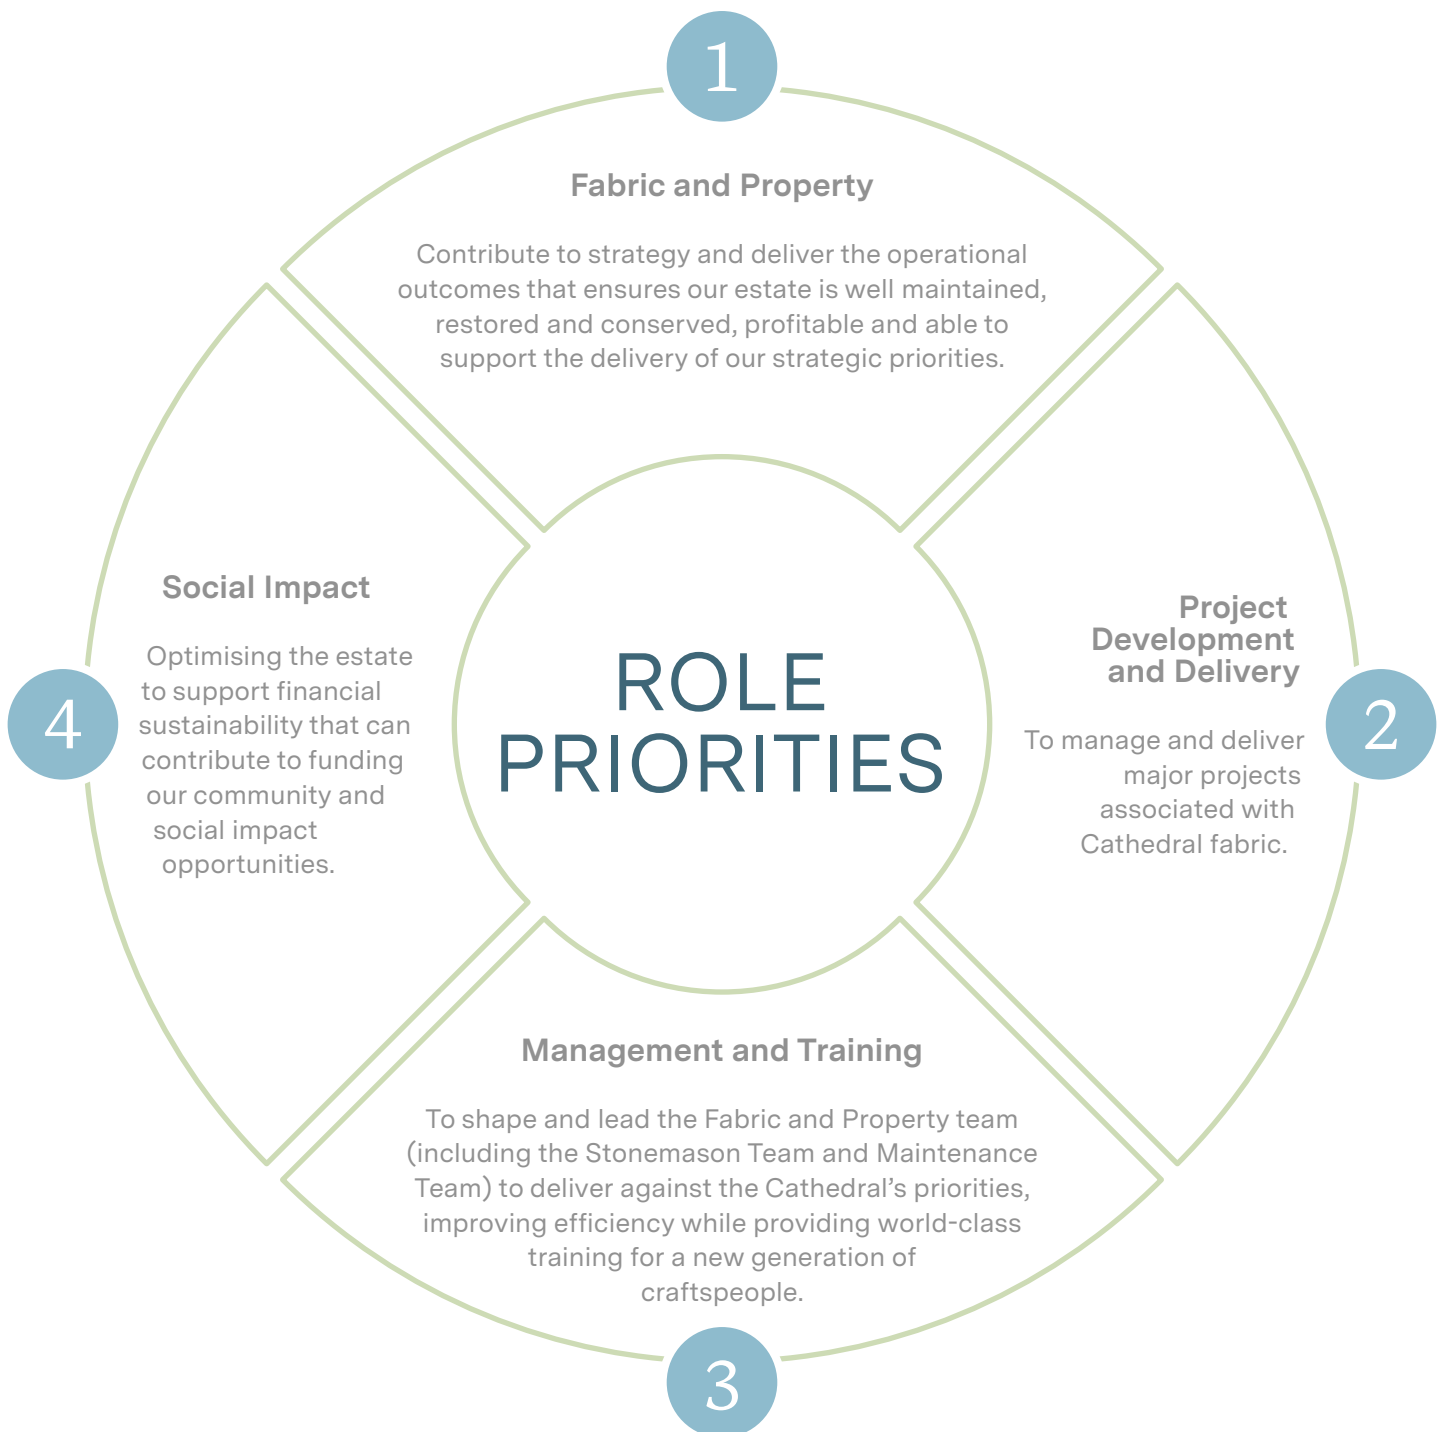 1
Fabric and Property
Contribute to strategy and deliver the operational
outcomes that ensures our estate is well maintained,
restored and conserved, profitable and able to
support the delivery of our strategic priorities.
ROLE
PRIORITIES
Project
Development
and Delivery
To manage and deliver
major projects
associated with
Cathedral fabric.
2
Management and Training
To shape and lead the Fabric and Property team
(including the Stonemason Team and Maintenance
Team) to deliver against the Cathedral’s priorities,
improving efficiency while providing world-class
training for a new generation of
craftspeople.
3
Social Impact
Optimising the estate
to support financial
sustainability that can
contribute to funding
our community and
social impact
opportunities.
4